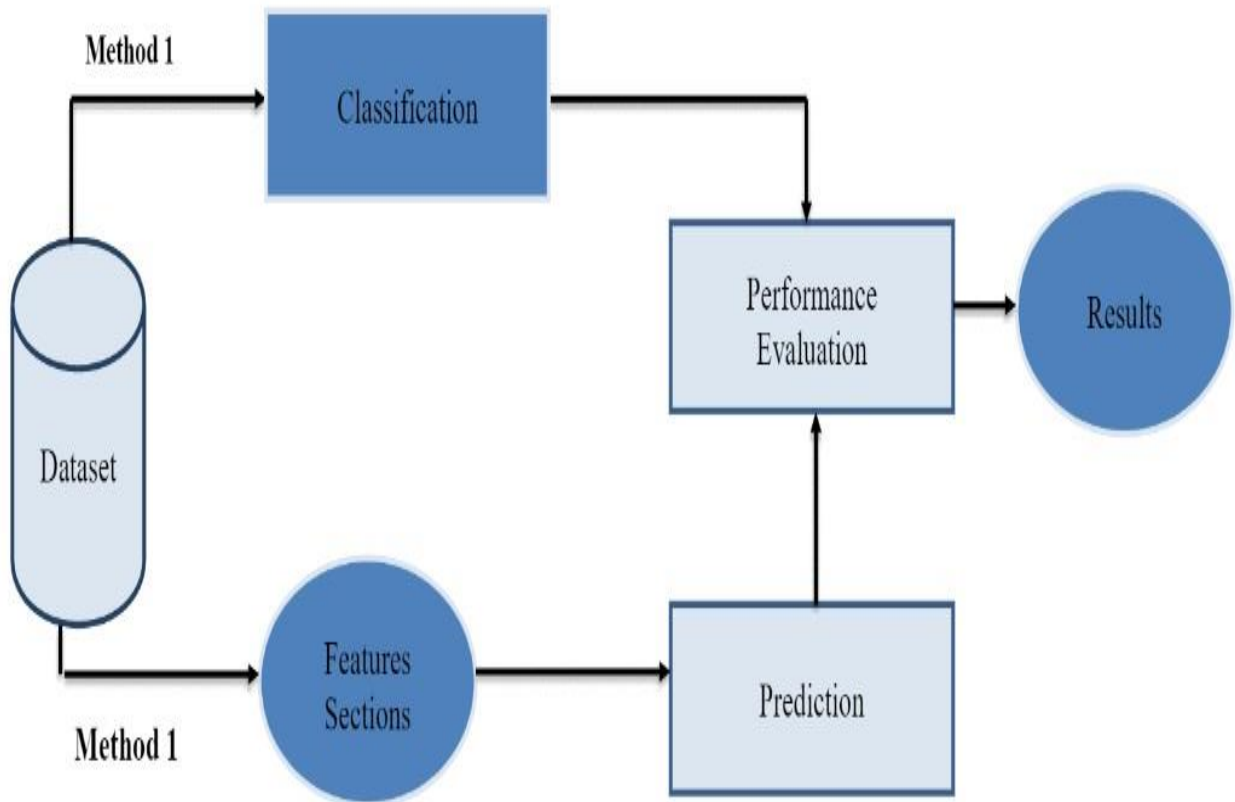 Method 1
Classification
Performance
Evaluation
Results
Dataset
Features
Sections
Prediction
Method 1